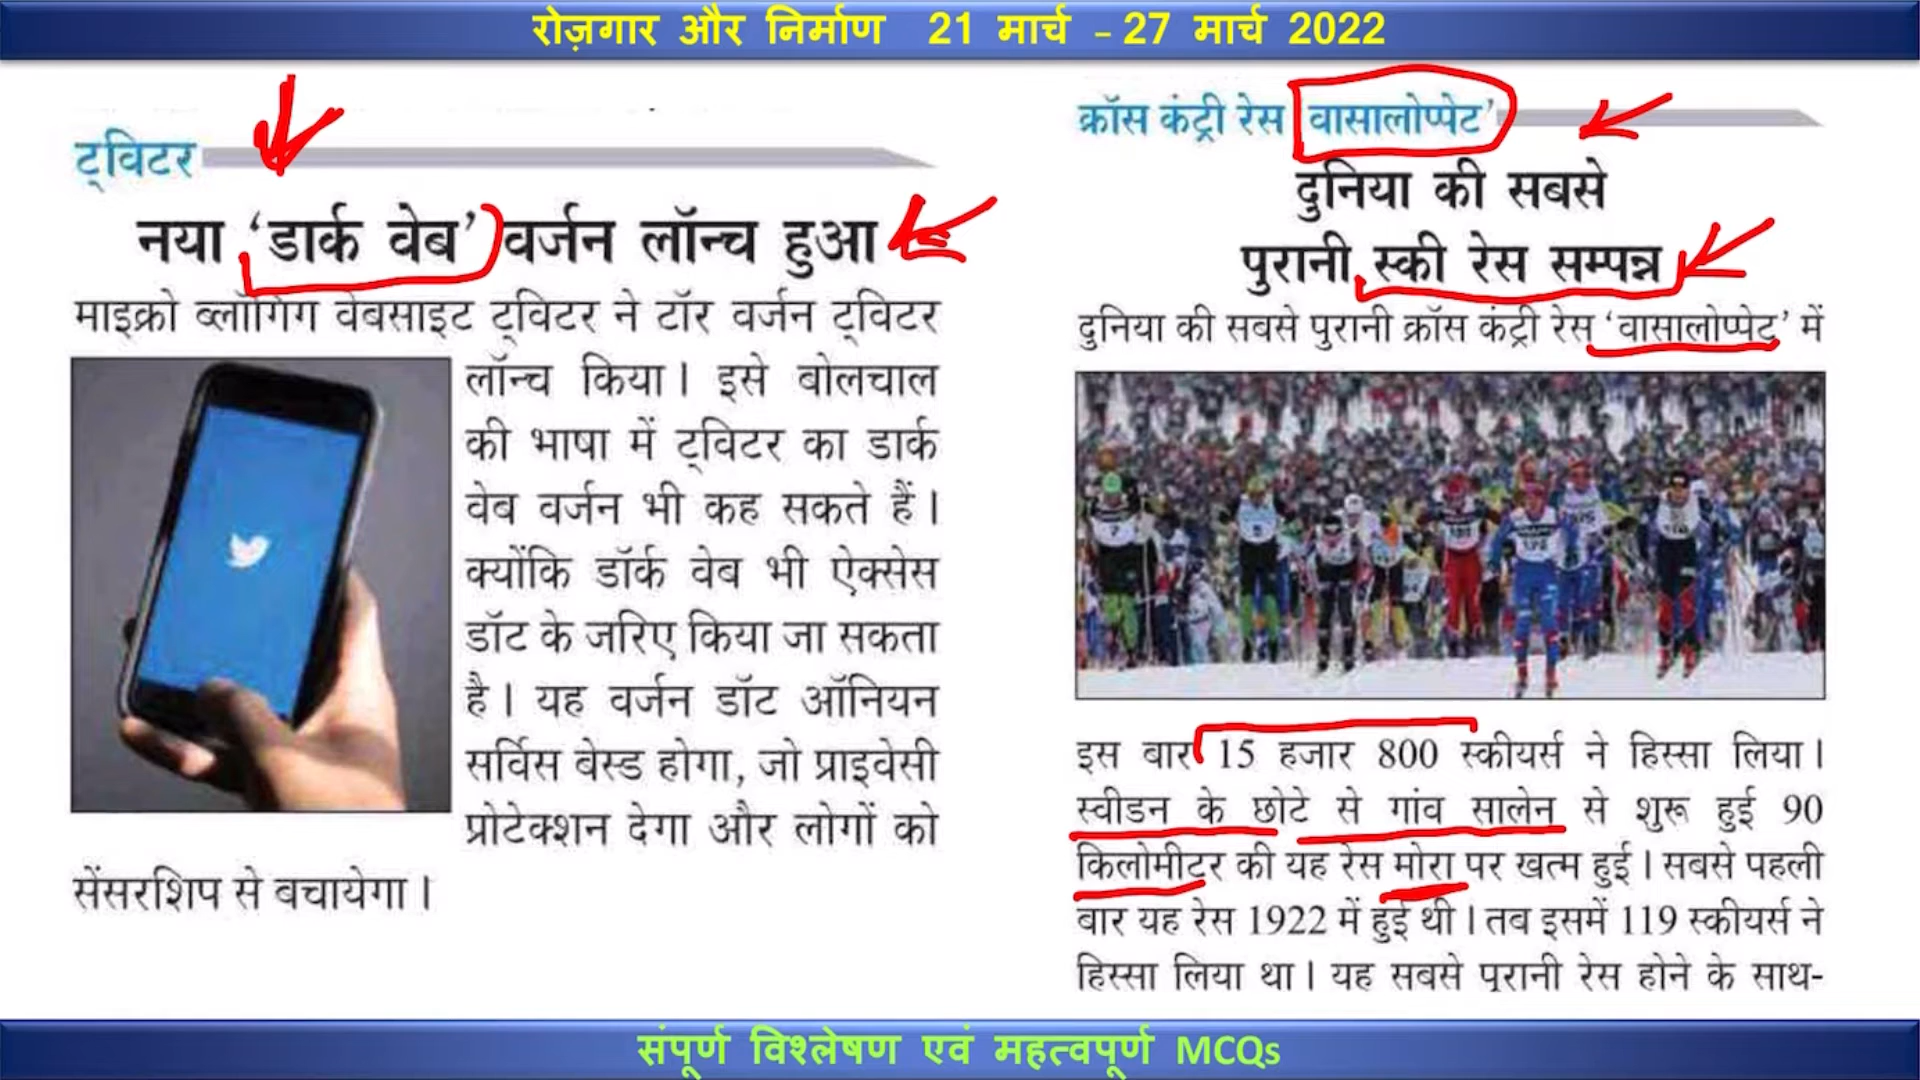 रोज़गार और निर्माण 21 मार्च - 27 मार्च 2022
ट्विटर
नया ‘डार्क वेब’ वर्जन लॉन्च हुआ
माइक्रो ब्लॉगिंग वेबसाइट ट्विटर ने टॉर वर्जन ट्विटर
लॉन्च किया। इसे बोलचाल
की भाषा में ट्विटर का डार्क
वेब वर्जन भी कह सकते हैं।
क्योंकि डॉर्क वेब भी ऐक्सेस
डॉट के जरिए किया जा सकता
है। यह वर्जन डॉट ऑनियन
सर्विस बेस्ड होगा, जो प्राइवेसी
प्रोटेक्शन देगा और लोगों को
सेंसरशिप से बचायेगा।
क्रॉस कंट्री रेस वासालोप्पेट’
दुनिया की सबसे
पुरानी स्की रेस सम्पन्न
दुनिया की सबसे पुरानी क्रॉस कंट्री रेस ‘वासालोप्पेट’ में
इस बार 15 हजार 800 स्कीयर्स ने हिस्सा लिया।
स्वीडन के छोटे से गांव सालेन से शुरू हुई 90
किलोमीटर की यह रेस मोरा पर खत्म हुई। सबसे पहली
बार यह रेस 1922 में हुई थी। तब इसमें 119 स्कीयर्स ने
हिस्सा लिया था। यह सबसे पुरानी रेस होने के साथ-
संपूर्ण विश्लेषण एवं महत्वपूर्ण MCQs